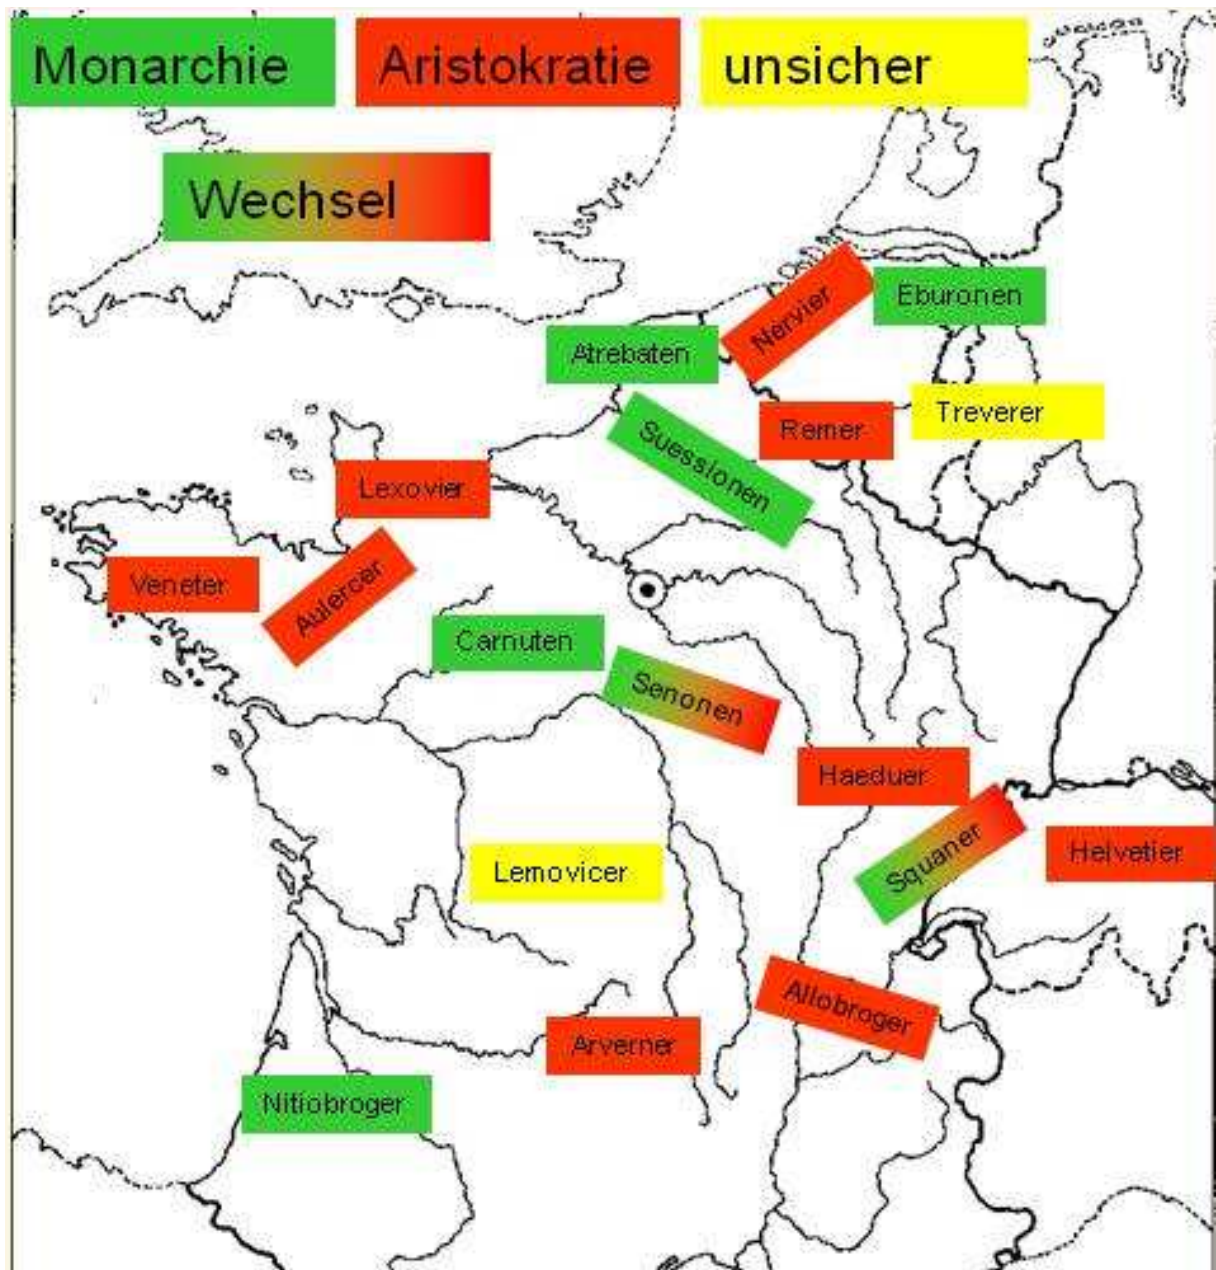 Monarchie
Aristokratie
unsicher
Wechsel
Nervier
Eburonen
Atrebaten
Treverer
Remer
Suessionen
Lexovier
Veneter
Aulercer
Carnuten
Senonen
Haeduer
Squaner
Helvetier
Lemovicer
Allobroger
Arverner
Nitiobroger